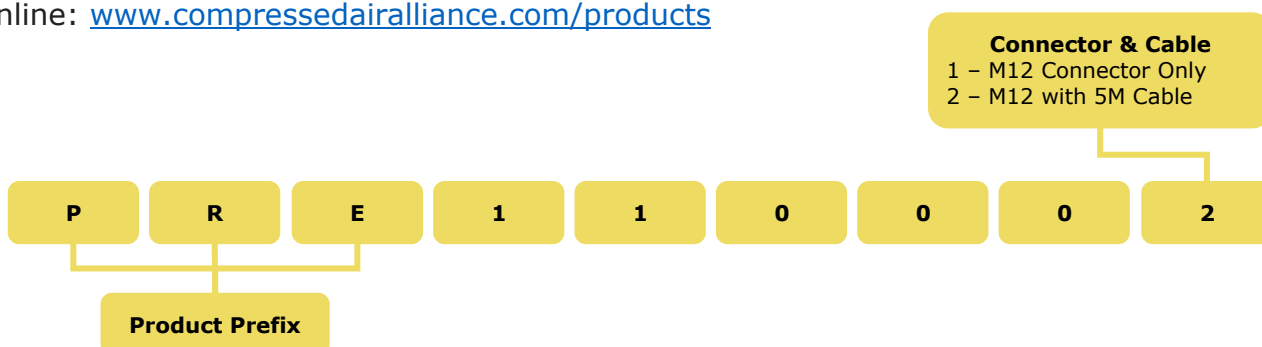 nline: www.compressedairalliance.com/products
Connector & Cable
1 – M12 Connector Only
2 – M12 with 5M Cable
P R E 1 1 0 0 0 2
Product Prefix